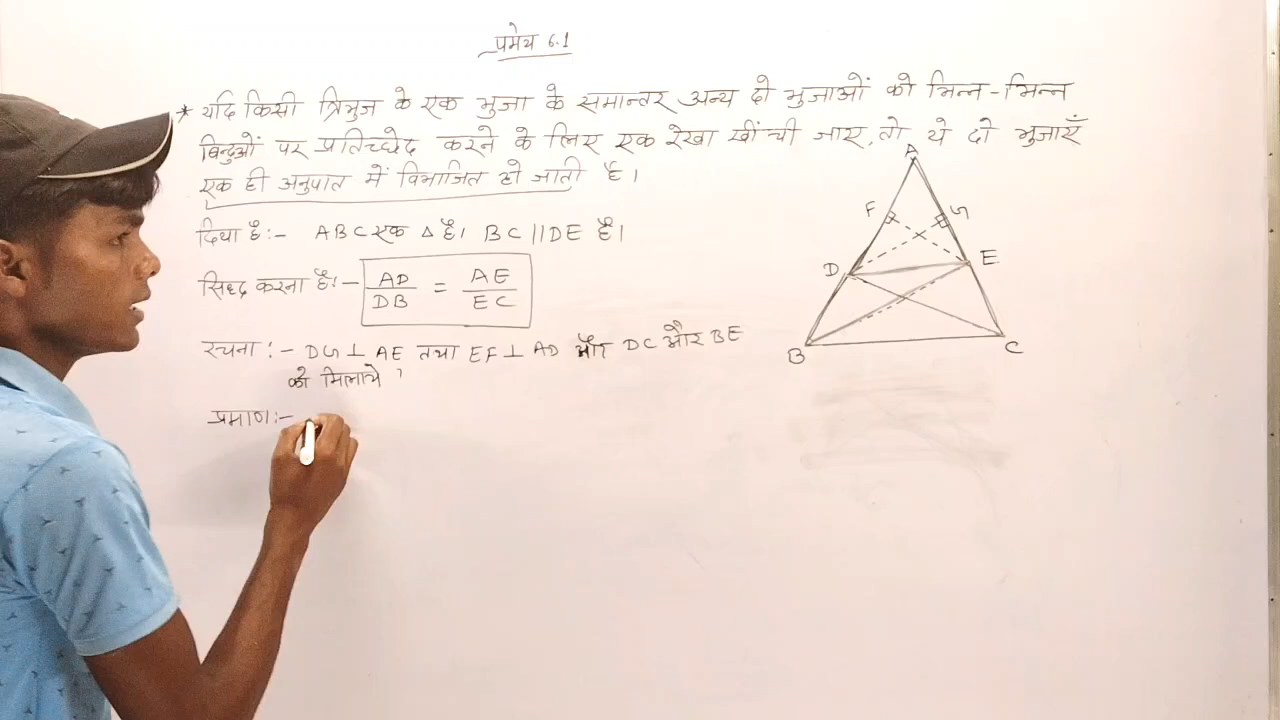 प्रमेय 6.1
* यदि किसी त्रिभुज के एक भुजा के समान्तर अन्य दो भुजाओं को भिन्न-भिन्न
बिन्दुओं पर प्रतिच्छेद करने के लिए एक रेखा खींची जाए, तो ये दो भुजाएँ
एक ही अनुपात में विभाजित हो जाती है।
दिया है:- ABC एक Δ है। BC || DE है।
सिद्ध करना है।- AD/DB = AE/EC
रचना :- DG ⊥ AE तथा EF ⊥ AD और DC और BE
को मिलाये।
प्रमाण:-
A
F G
D E
B C